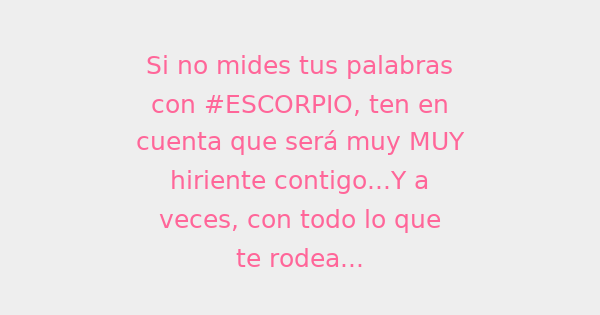 Si no mides tus palabras
con #ESCORPIO, ten en
cuenta que será muy MUY
hiriente contigo...Y a
veces, con todo lo que
te rodea...